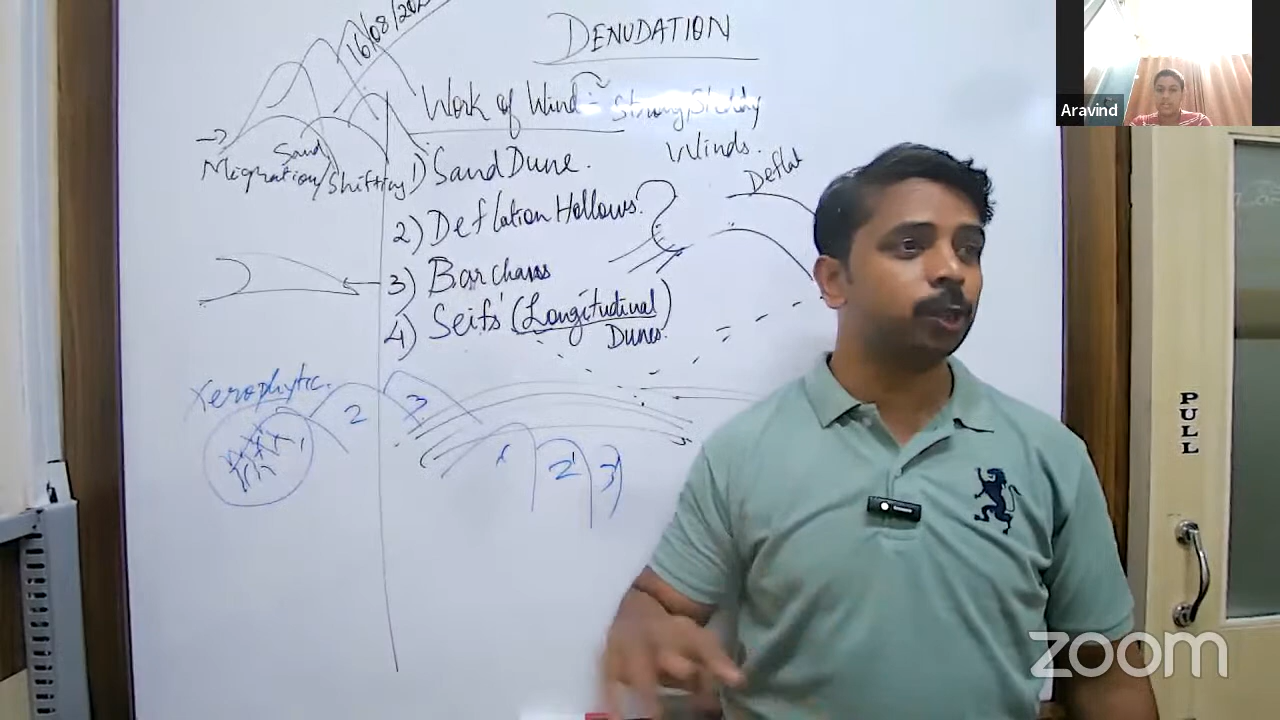 DENUDATION
16/08/202
Work of Wind :- Strong, Steady
Winds.
Migration/Shifting
Sand
1) Sand Dune.
2) Deflation Hollows.
Deflat
3) Barchans
4) Seifs (Longitudinal)
Dunes.
Xerophytic.
2
3
1
2
3
Aravind
PULL
zoom